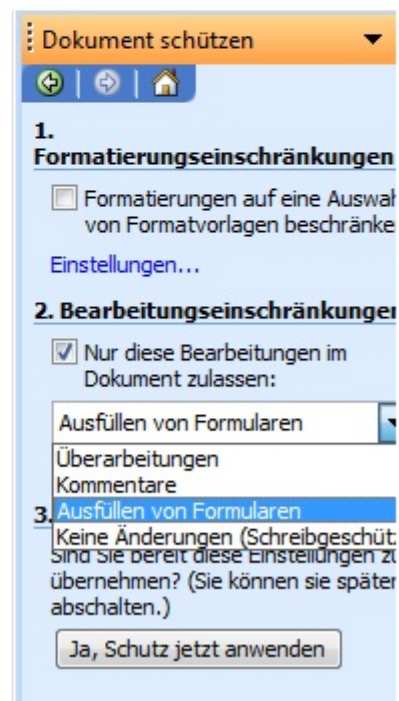 Dokument schützen
1.
Formatierungseinschränkungen
Formatierungen auf eine Auswah
von Formatvorlagen beschränke
Einstellungen...
2. Bearbeitungseinschränkunger
Nur diese Bearbeitungen im
Dokument zulassen:
Ausfüllen von Formularen
Überarbeitungen
Kommentare
Ausfüllen von Formularen
3.
Keine Änderungen (Schreibgeschütz
Sind Sie bereit diese Einstellungen zu
übernehmen? (Sie können sie später
abschalten.)
Ja, Schutz jetzt anwenden